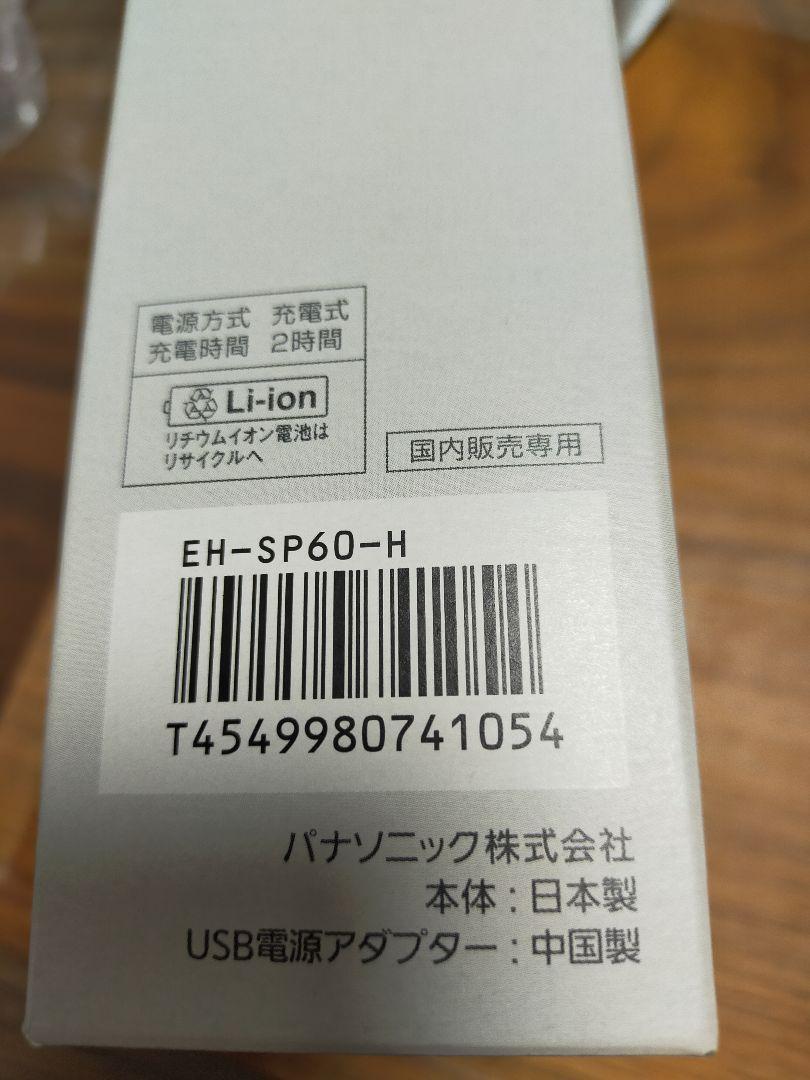 電源方式 充電式
充電時間 2時間
Li-ion
リチウムイオン電池は
リサイクルへ
国内販売専用
EH-SP60-H
T4549980741054
パナソニック株式会社
本体：日本製
USB電源アダプター：中国製